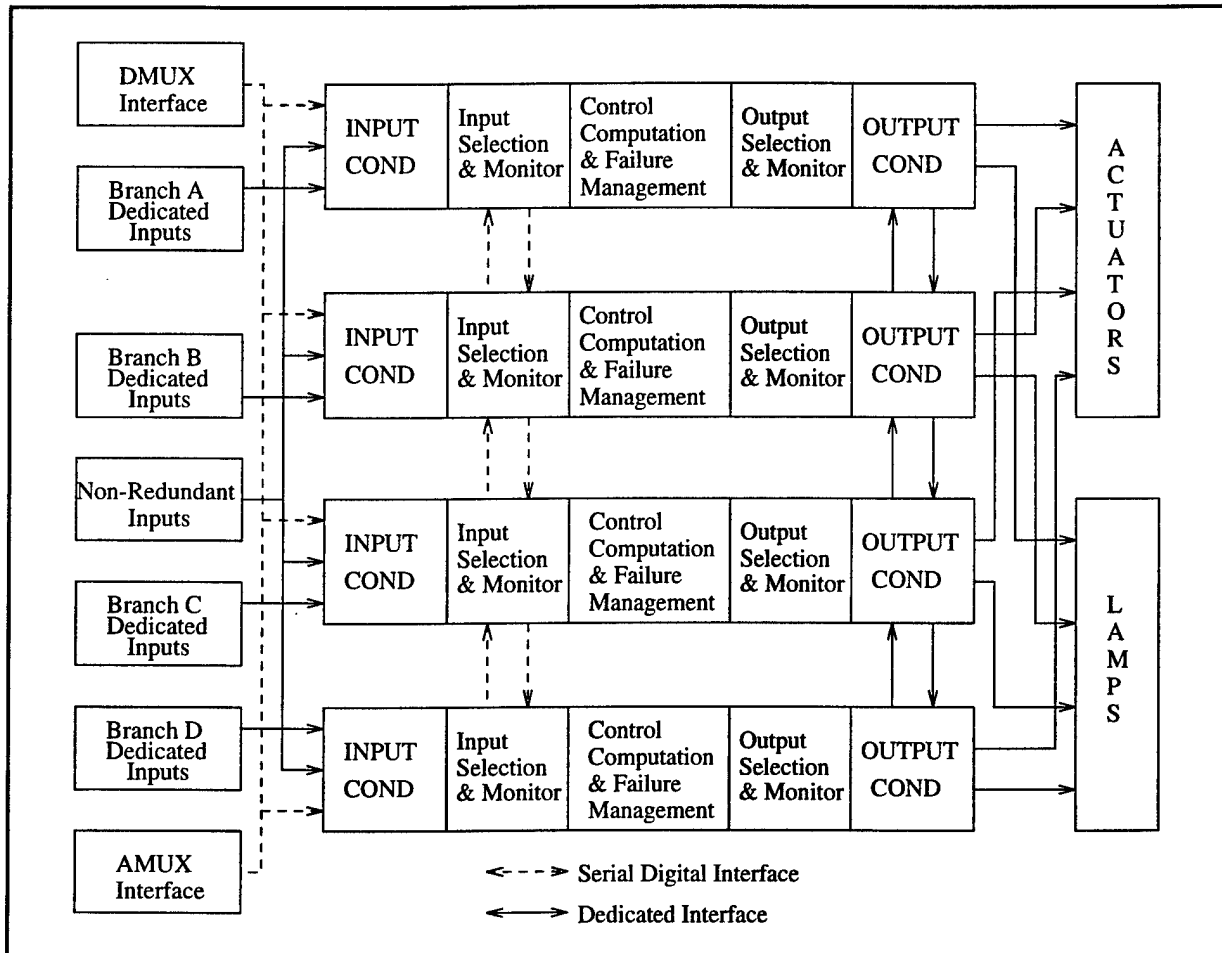 DMUX
Interface
Branch A
Dedicated
Inputs
Branch B
Dedicated
Inputs
Non-Redundant
Inputs
Branch C
Dedicated
Inputs
Branch D
Dedicated
Inputs
AMUX
Interface
INPUT
COND
Input
Selection
& Monitor
Control
Computation
& Failure
Management
Output
Selection
& Monitor
OUTPUT
COND
INPUT
COND
Input
Selection
& Monitor
Control
Computation
& Failure
Management
Output
Selection
& Monitor
OUTPUT
COND
INPUT
COND
Input
Selection
& Monitor
Control
Computation
& Failure
Management
Output
Selection
& Monitor
OUTPUT
COND
INPUT
COND
Input
Selection
& Monitor
Control
Computation
& Failure
Management
Output
Selection
& Monitor
OUTPUT
COND
ACTUATORS
LAMPS
Serial Digital Interface
Dedicated Interface